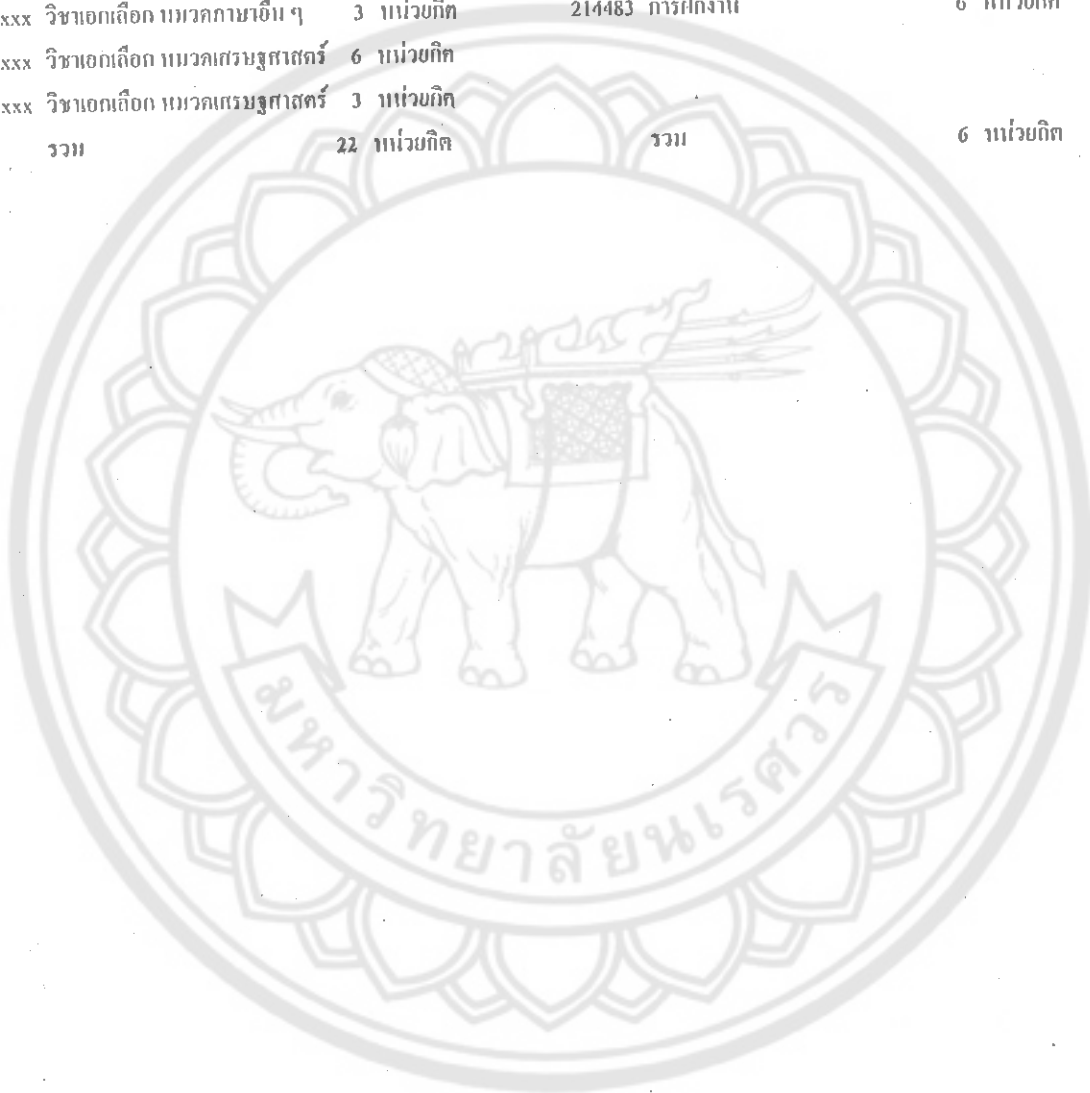 xxx วิชาเอกเลือก หมวดภาษาอื่น ๆ 3 หน่วยกิต
xxx วิชาเอกเลือก หมวดเศรษฐศาสตร์ 6 หน่วยกิต
xxx วิชาเอกเลือก หมวดเศรษฐศาสตร์ 3 หน่วยกิต
รวม 22 หน่วยกิต
214483 การฝึกงาน 6 หน่วยกิต
รวม 6 หน่วยกิต
มหาวิทยาลัยนเรศวร